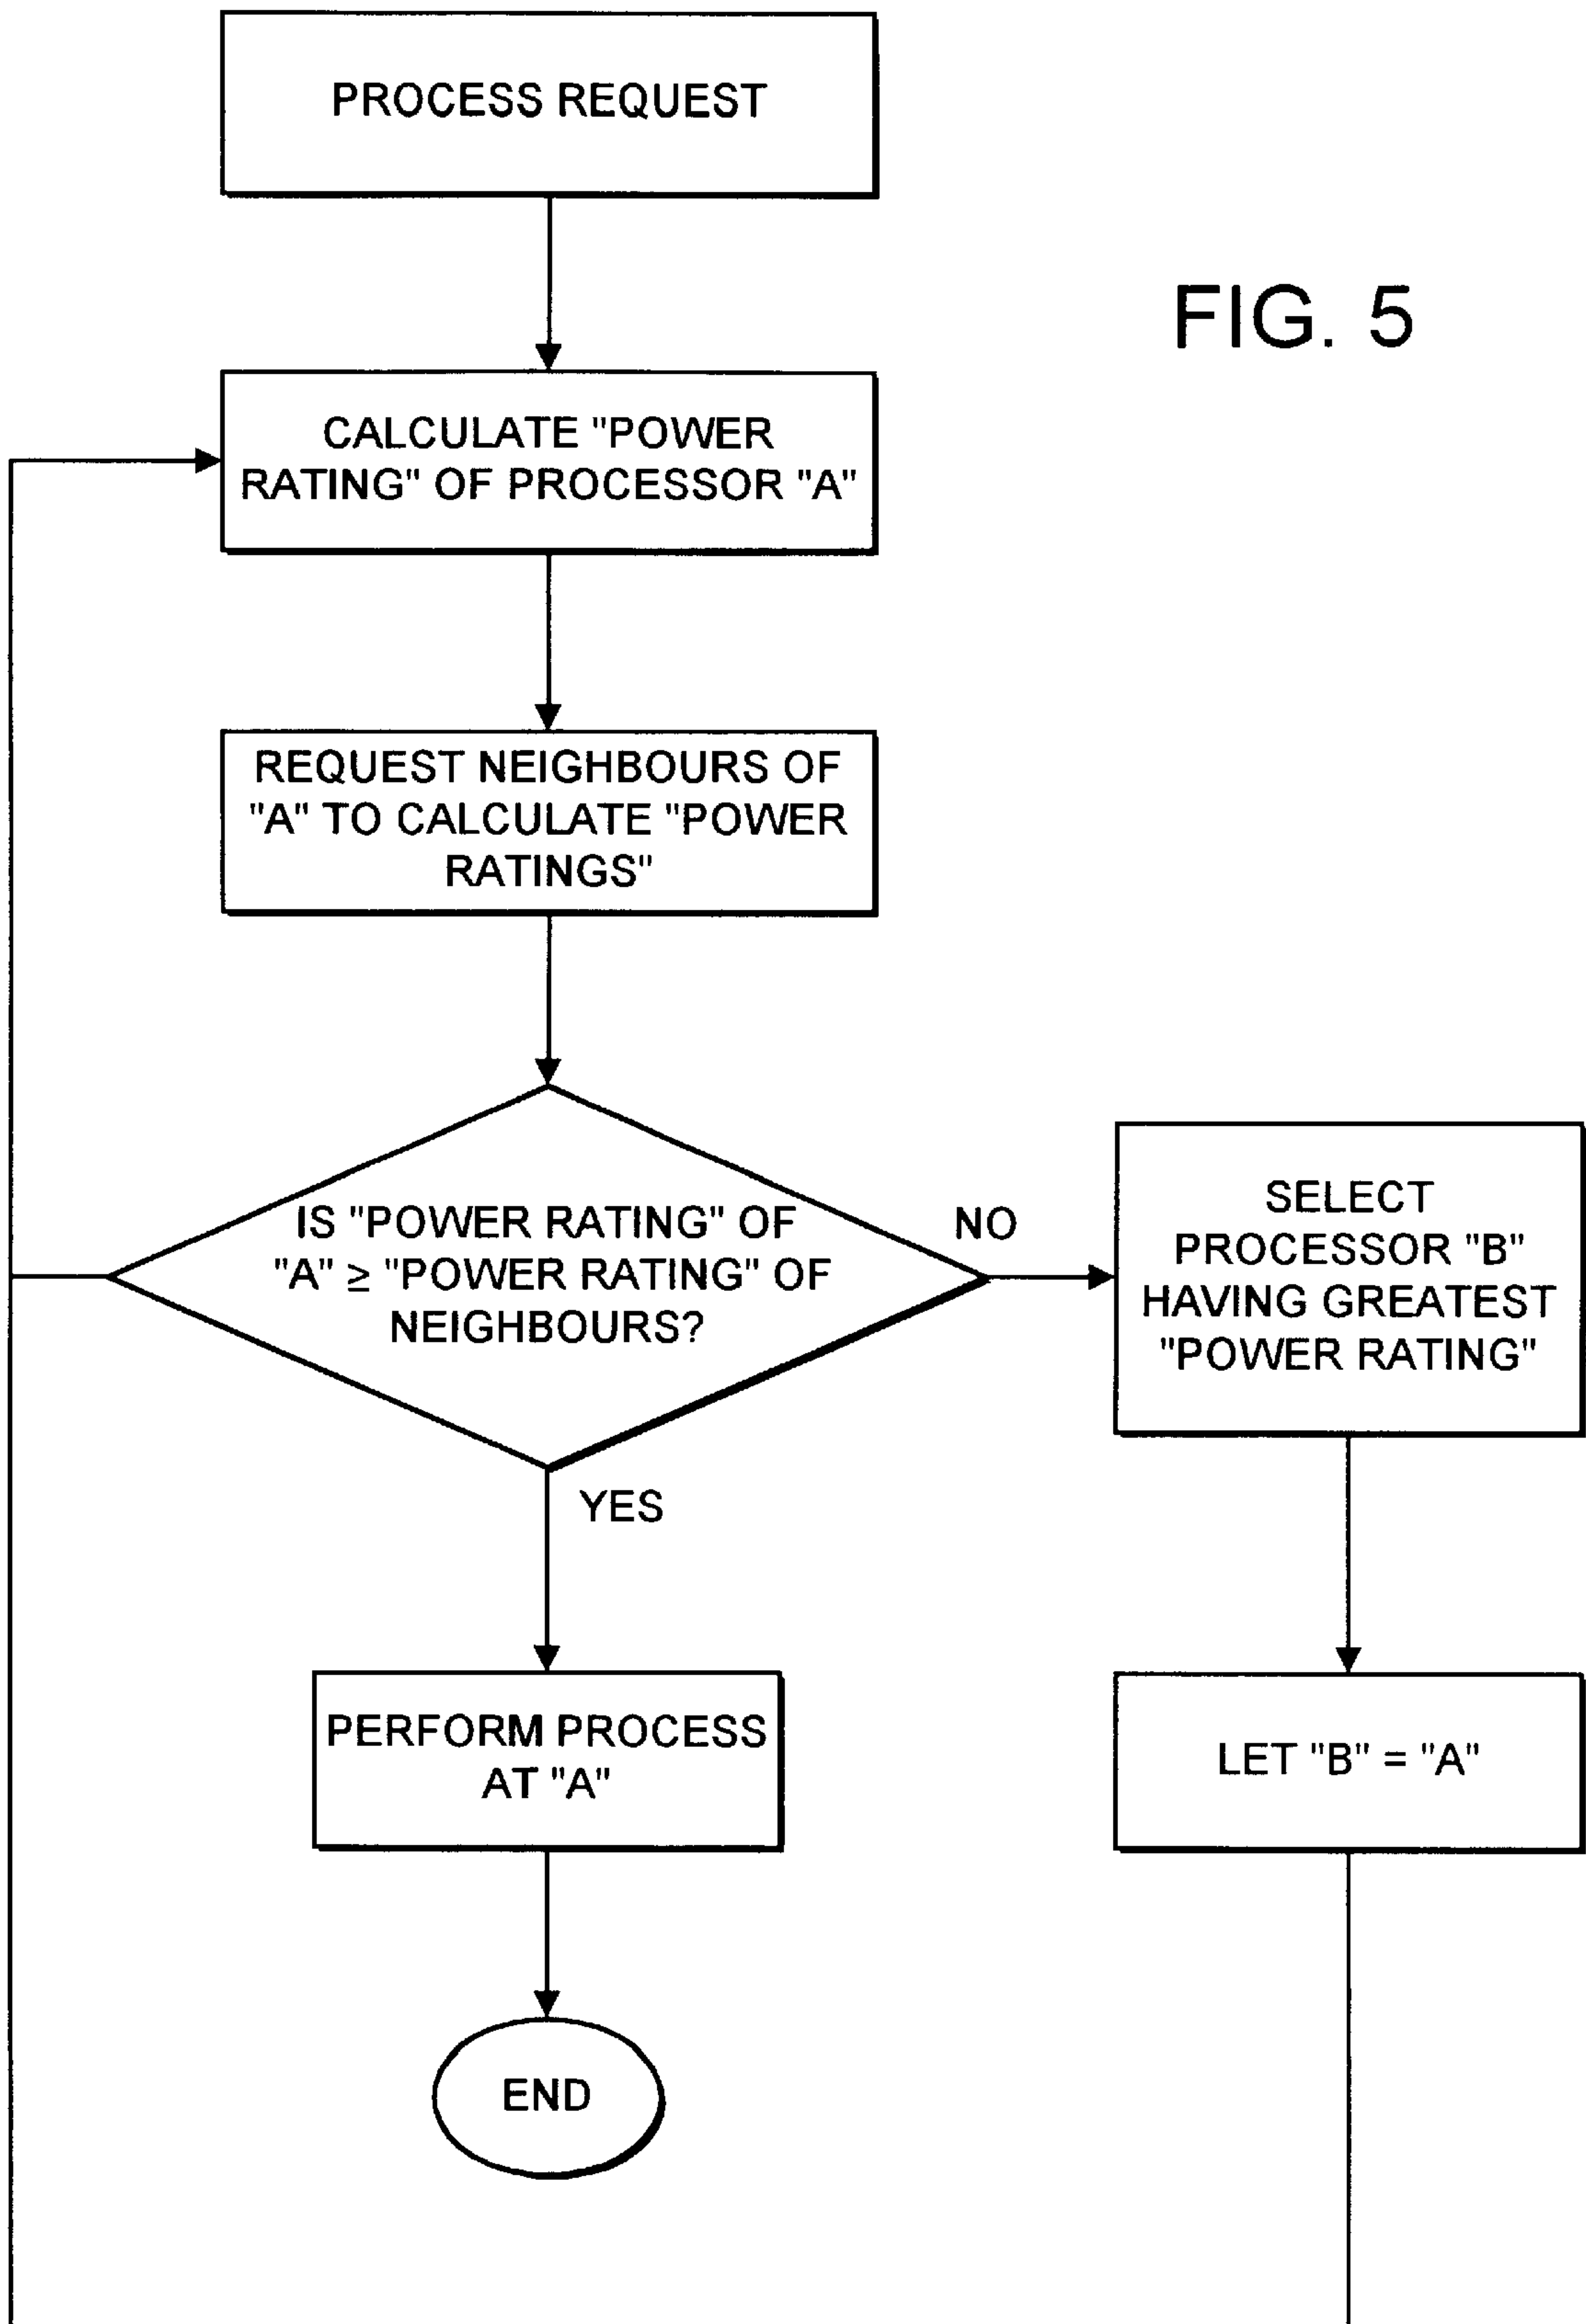 PROCESS REQUEST
FIG. 5
CALCULATE "POWER
RATING" OF PROCESSOR "A"
REQUEST NEIGHBOURS OF
"A" TO CALCULATE "POWER
RATINGS"
IS "POWER RATING" OF
"A" ≥ "POWER RATING" OF
NEIGHBOURS?
NO
SELECT
PROCESSOR "B"
HAVING GREATEST
"POWER RATING"
YES
PERFORM PROCESS
AT "A"
LET "B" = "A"
END